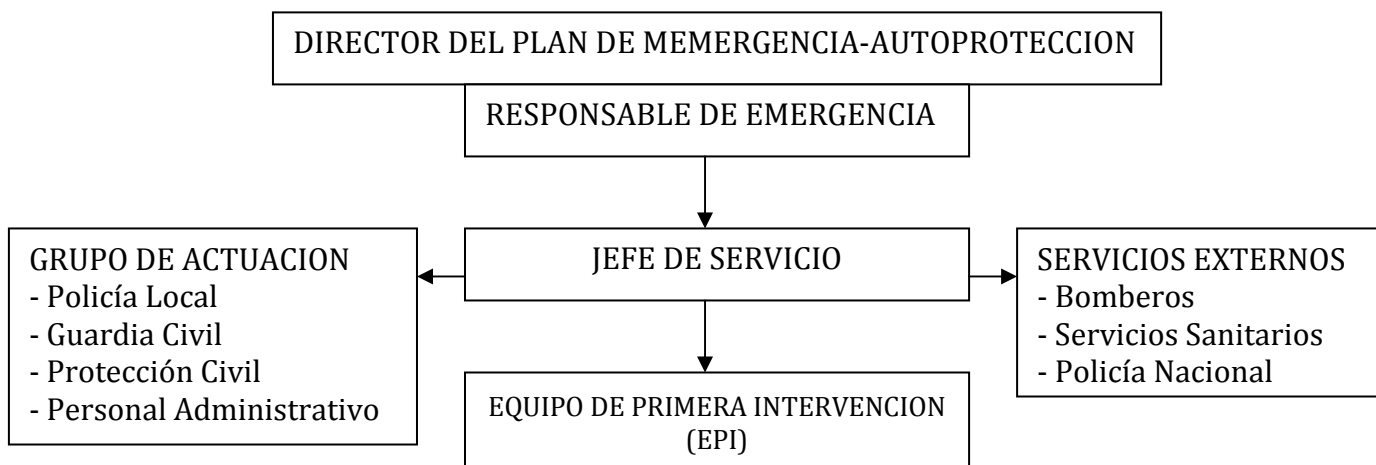 DIRECTOR DEL PLAN DE MEMERGENCIA-AUTOPROTECCION
RESPONSABLE DE EMERGENCIA
GRUPO DE ACTUACION
- Policía Local
- Guardia Civil
- Protección Civil
- Personal Administrativo
JEFE DE SERVICIO
SERVICIOS EXTERNOS
- Bomberos
- Servicios Sanitarios
- Policía Nacional
EQUIPO DE PRIMERA INTERVENCION
(EPI)